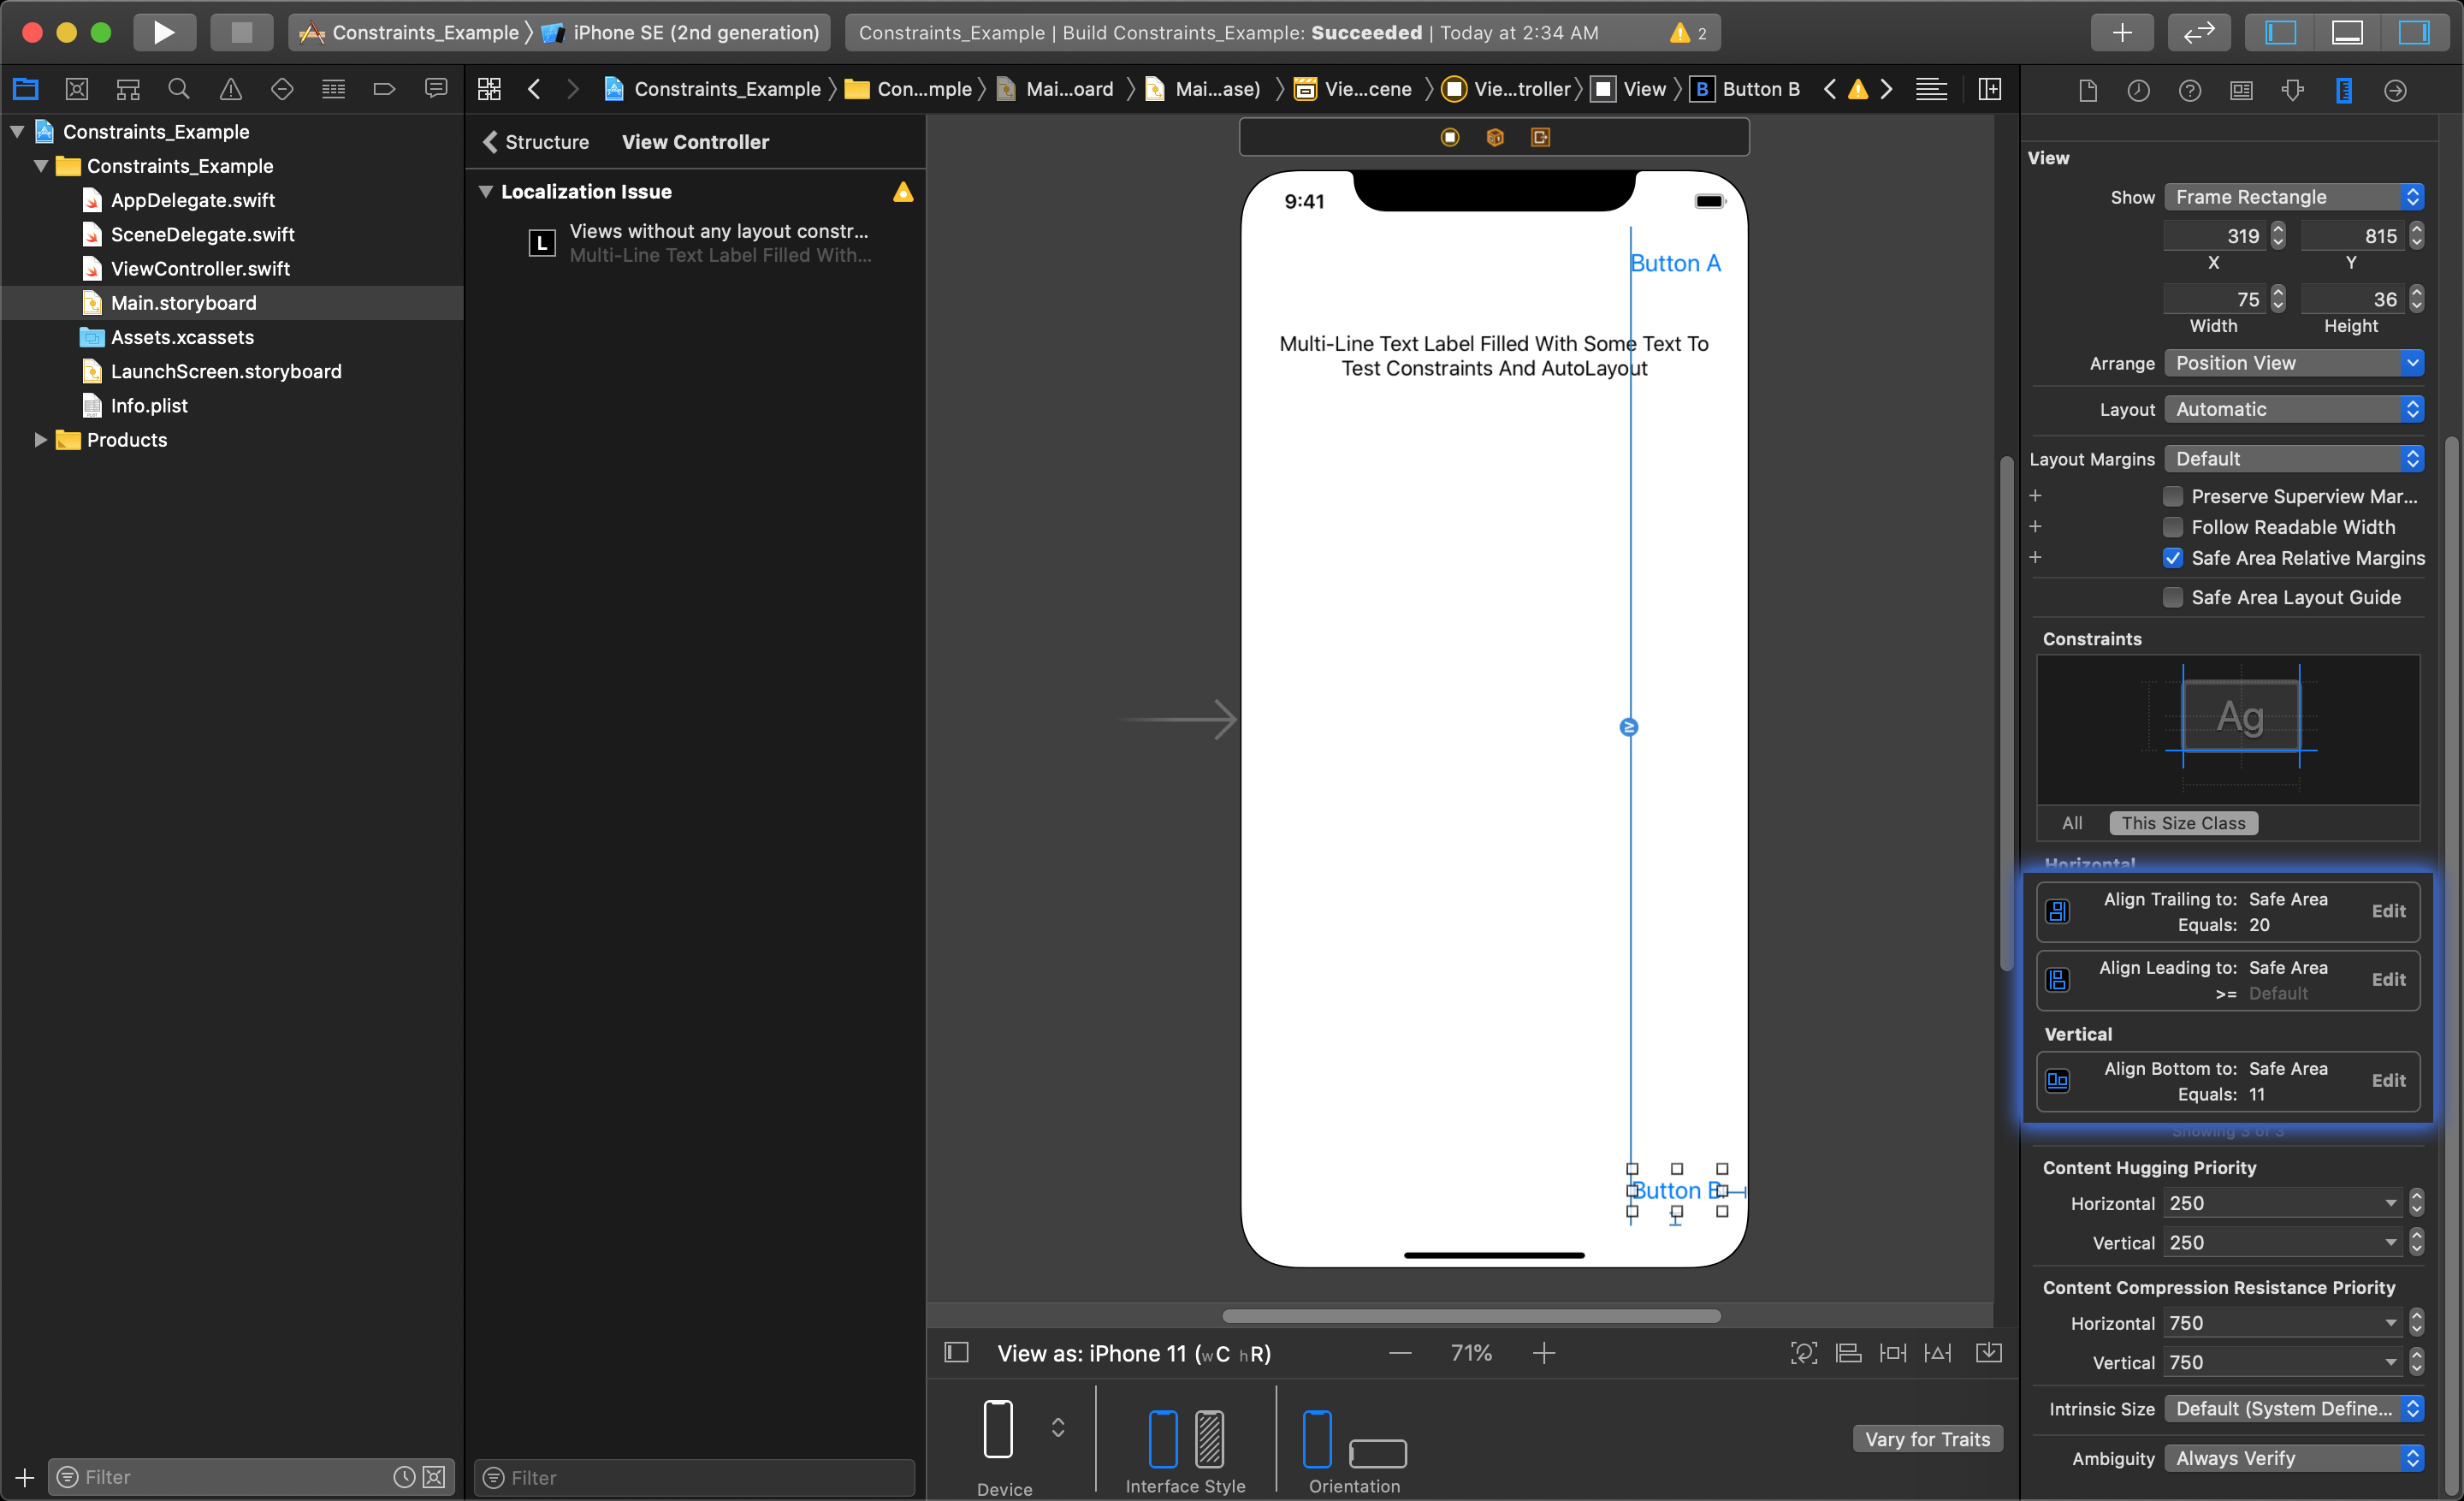 Constraints_Example iPhone SE (2nd generation)
Constraints_Example | Build Constraints_Example: Succeeded | Today at 2:34 AM 2
Constraints_Example Con...mple Mai...oard Mai...ase) Vie...cene Vie...troller View B Button B
Constraints_Example
Constraints_Example
AppDelegate.swift
SceneDelegate.swift
ViewController.swift
Main.storyboard
Assets.xcassets
LaunchScreen.storyboard
Info.plist
Products
Filter
Structure View Controller
Localization Issue
L Views without any layout constr...
Multi-Line Text Label Filled With...
Filter
9:41
Button A
Multi-Line Text Label Filled With Some Text To
Test Constraints And AutoLayout
≥
Button B
View as: iPhone 11 (wC hR) — 71% +
Device
Interface Style
Orientation
Vary for Traits
View
Show Frame Rectangle
319 815
X Y
75 36
Width Height
Arrange Position View
Layout Automatic
Layout Margins Default
+ Preserve Superview Mar...
+ Follow Readable Width
+ Safe Area Relative Margins
Safe Area Layout Guide
Constraints
Ag
All This Size Class
Horizontal
Align Trailing to: Safe Area Edit
Equals: 20
Align Leading to: Safe Area Edit
>= Default
Vertical
Align Bottom to: Safe Area Edit
Equals: 11
Showing 3 of 3
Content Hugging Priority
Horizontal 250
Vertical 250
Content Compression Resistance Priority
Horizontal 750
Vertical 750
Intrinsic Size Default (System Define...
Ambiguity Always Verify